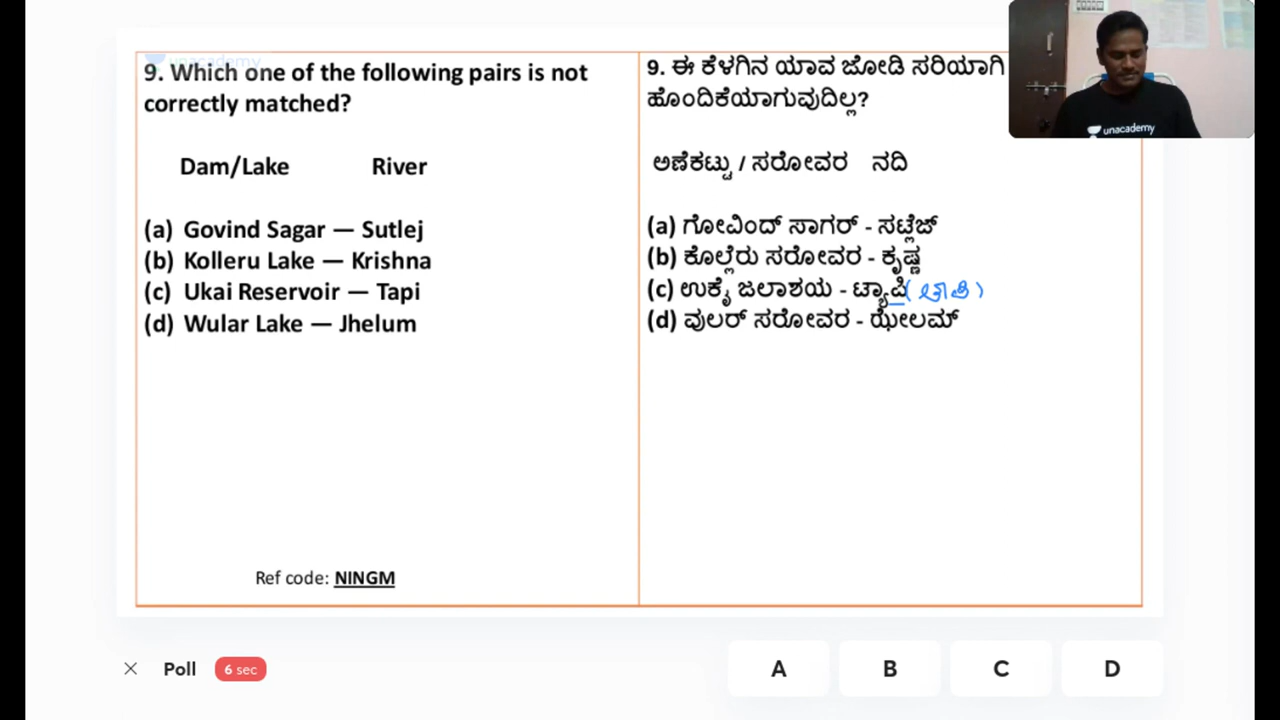 unacademy
9. Which one of the following pairs is not
correctly matched?
Dam/Lake River
(a) Govind Sagar — Sutlej
(b) Kolleru Lake — Krishna
(c) Ukai Reservoir — Tapi
(d) Wular Lake — Jhelum
Ref code: NINGM
9. ಈ ಕೆಳಗಿನ ಯಾವ ಜೋಡಿ ಸರಿಯಾಗಿ
ಹೊಂದಿಕೆಯಾಗುವುದಿಲ್ಲ?
ಅಣೆಕಟ್ಟು / ಸರೋವರ ನದಿ
(a) ಗೋವಿಂದ್ ಸಾಗರ್ - ಸಟ್ಲೆಜ್
(b) ಕೊಲ್ಲೆರು ಸರೋವರ - ಕೃಷ್ಣ
(c) ಉಕೈ ಜಲಾಶಯ - ಟ್ಯಾಪಿ
(d) ವುಲರ್ ಸರೋವರ - ಝೇಲಮ್
unacademy
Poll 6 sec
A B C D